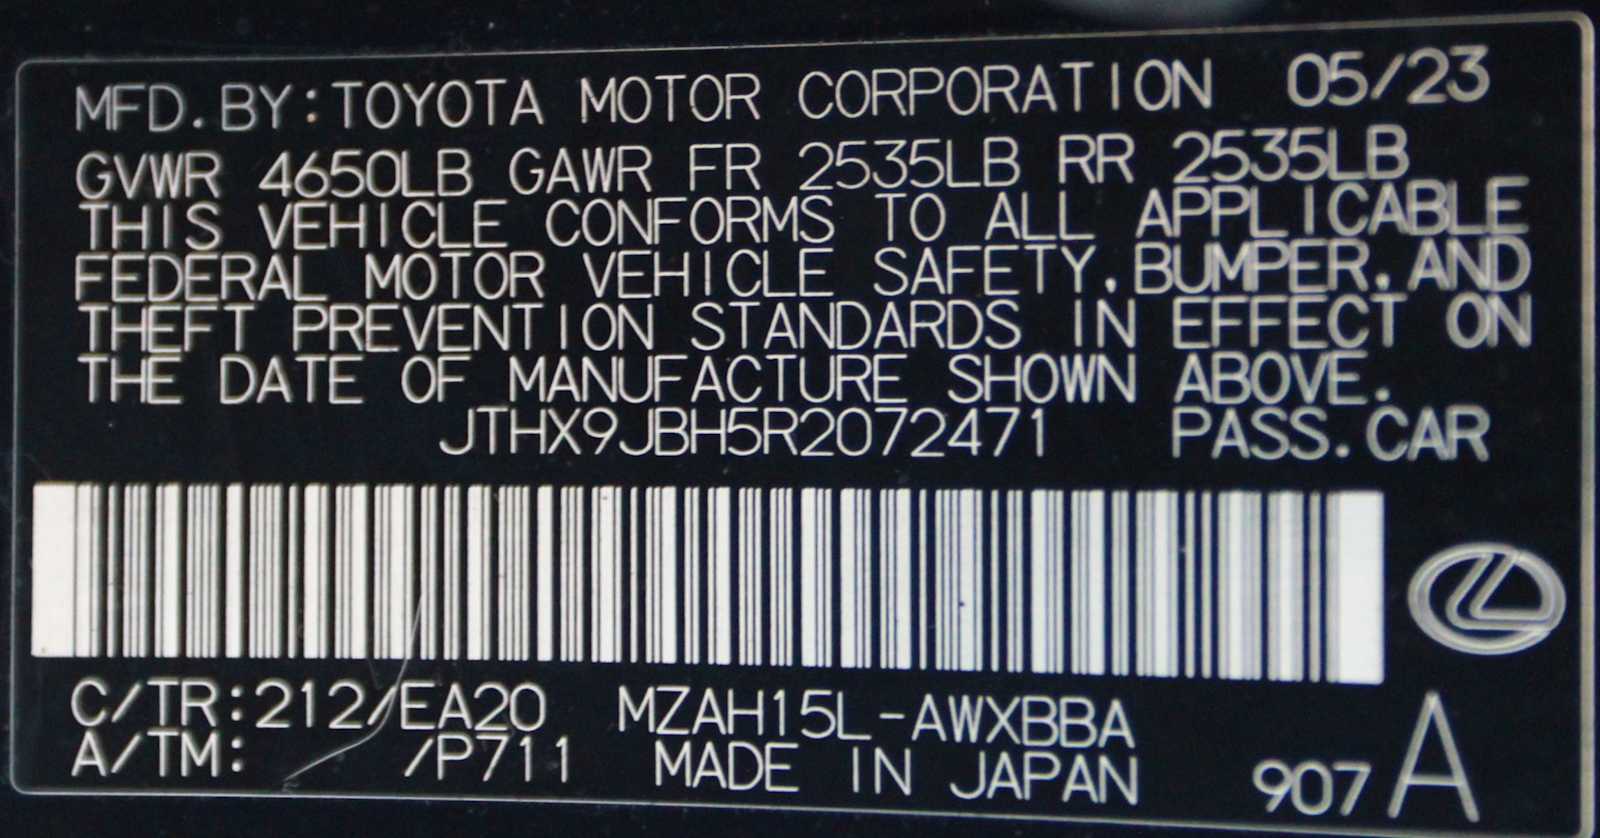 MFD.BY:TOYOTA MOTOR CORPORATION 05/23
GVWR 4650LB GAWR FR 2535LB RR 2535LB
THIS VEHICLE CONFORMS TO ALL APPLICABLE
FEDERAL MOTOR VEHICLE SAFETY,BUMPER,AND
THEFT PREVENTION STANDARDS IN EFFECT ON
THE DATE OF MANUFACTURE SHOWN ABOVE.
JTHX9JBH5R2072471 PASS.CAR
C/TR:212/EA20 MZAH15L-AWXBBA
A/TM: /P711 MADE IN JAPAN 907 A